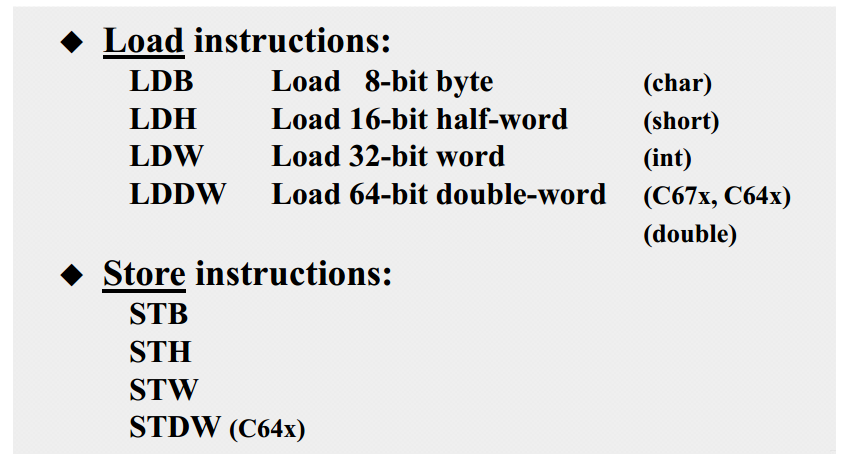 ◆ Load instructions:
LDB Load 8-bit byte (char)
LDH Load 16-bit half-word (short)
LDW Load 32-bit word (int)
LDDW Load 64-bit double-word (C67x, C64x)
(double)
◆ Store instructions:
STB
STH
STW
STDW (C64x)